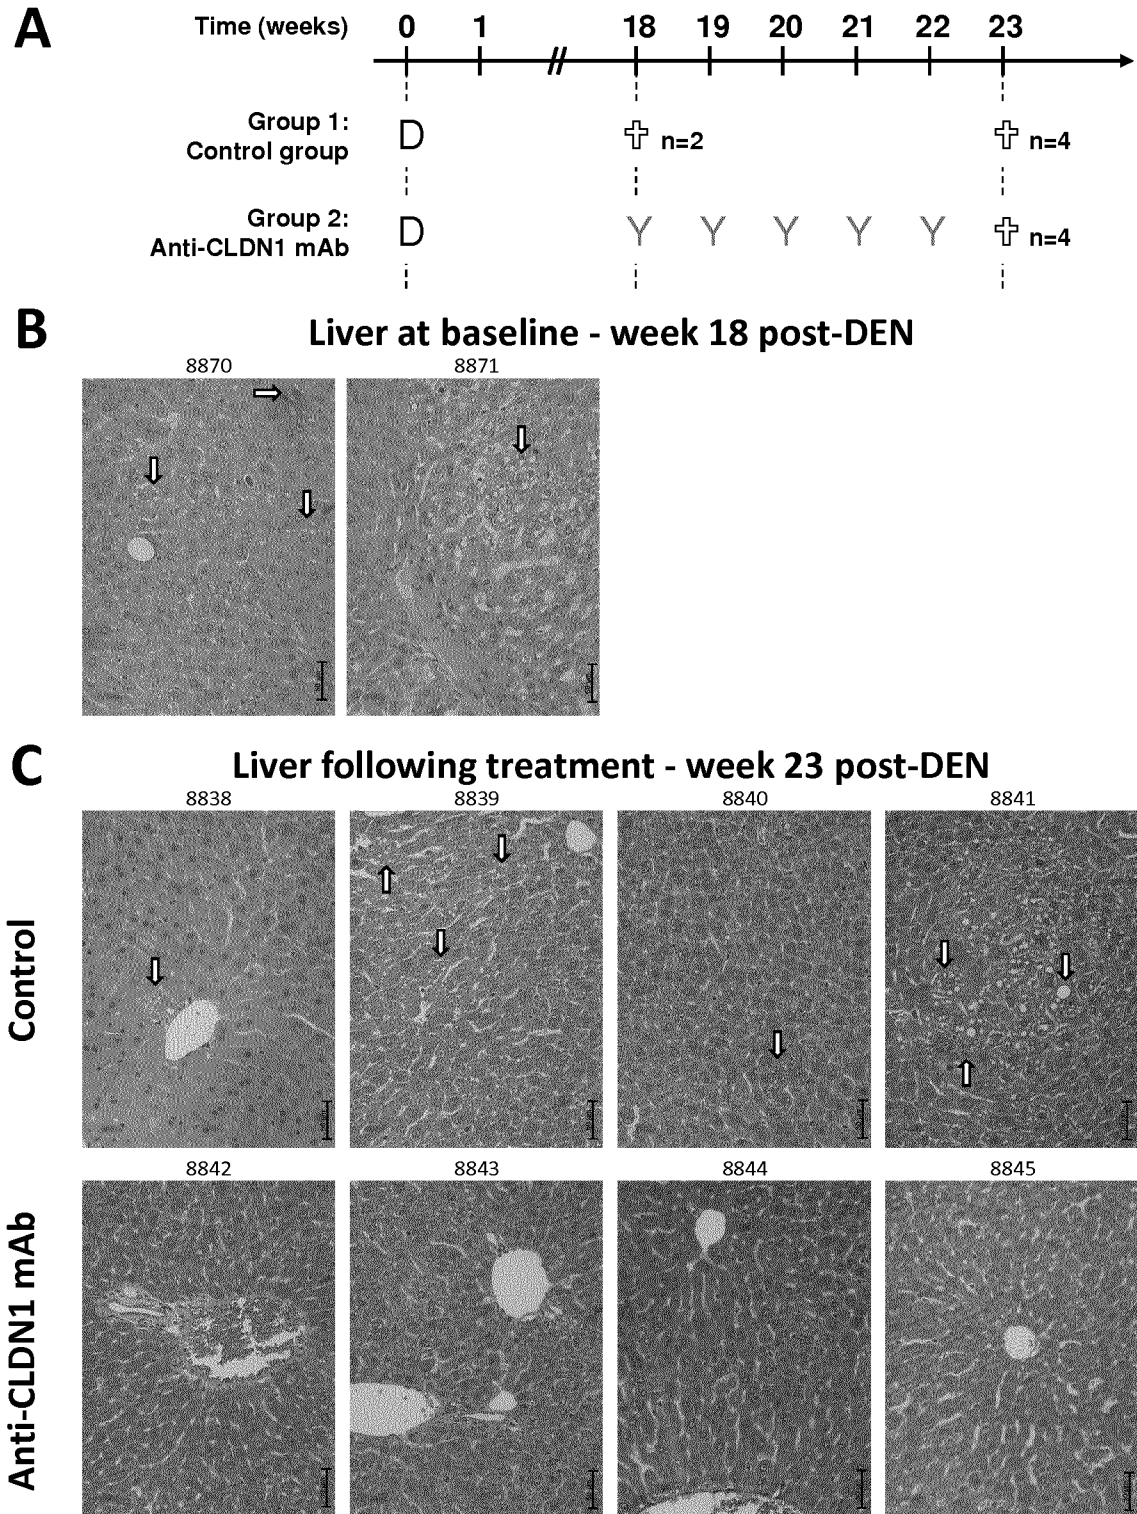 A
Time (weeks)
0 1 18 19 20 21 22 23
Group 1:
Control group
D
n=2
n=4
Group 2:
Anti-CLDN1 mAb
D Y Y Y Y Y
n=4
B
Liver at baseline - week 18 post-DEN
8870 8871
C
Liver following treatment - week 23 post-DEN
8838 8839 8840 8841
Control
8842 8843 8844 8845
Anti-CLDN1 mAb